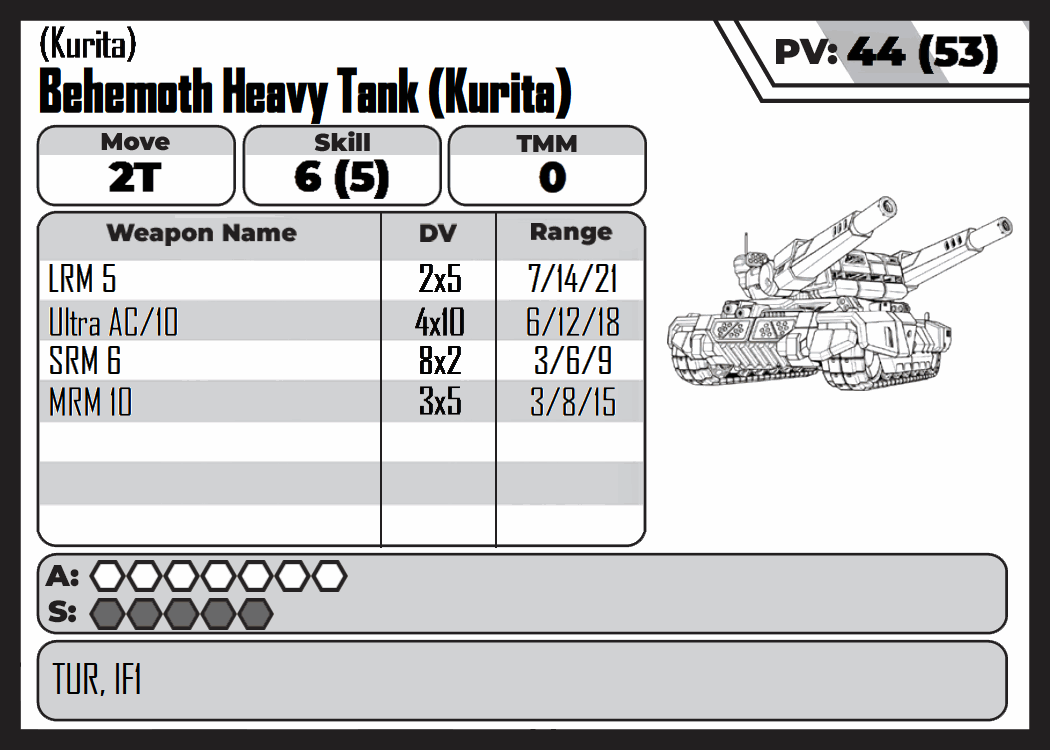 (Kurita)
Behemoth Heavy Tank (Kurita)
PV: 44 (53)
Move Skill TMM
2T 6 (5) 0
Weapon Name DV Range
LRM 5 2x5 7/14/21
Ultra AC/10 4x10 6/12/18
SRM 6 8x2 3/6/9
MRM 10 3x5 3/8/15
A:
S:
TUR, IF1